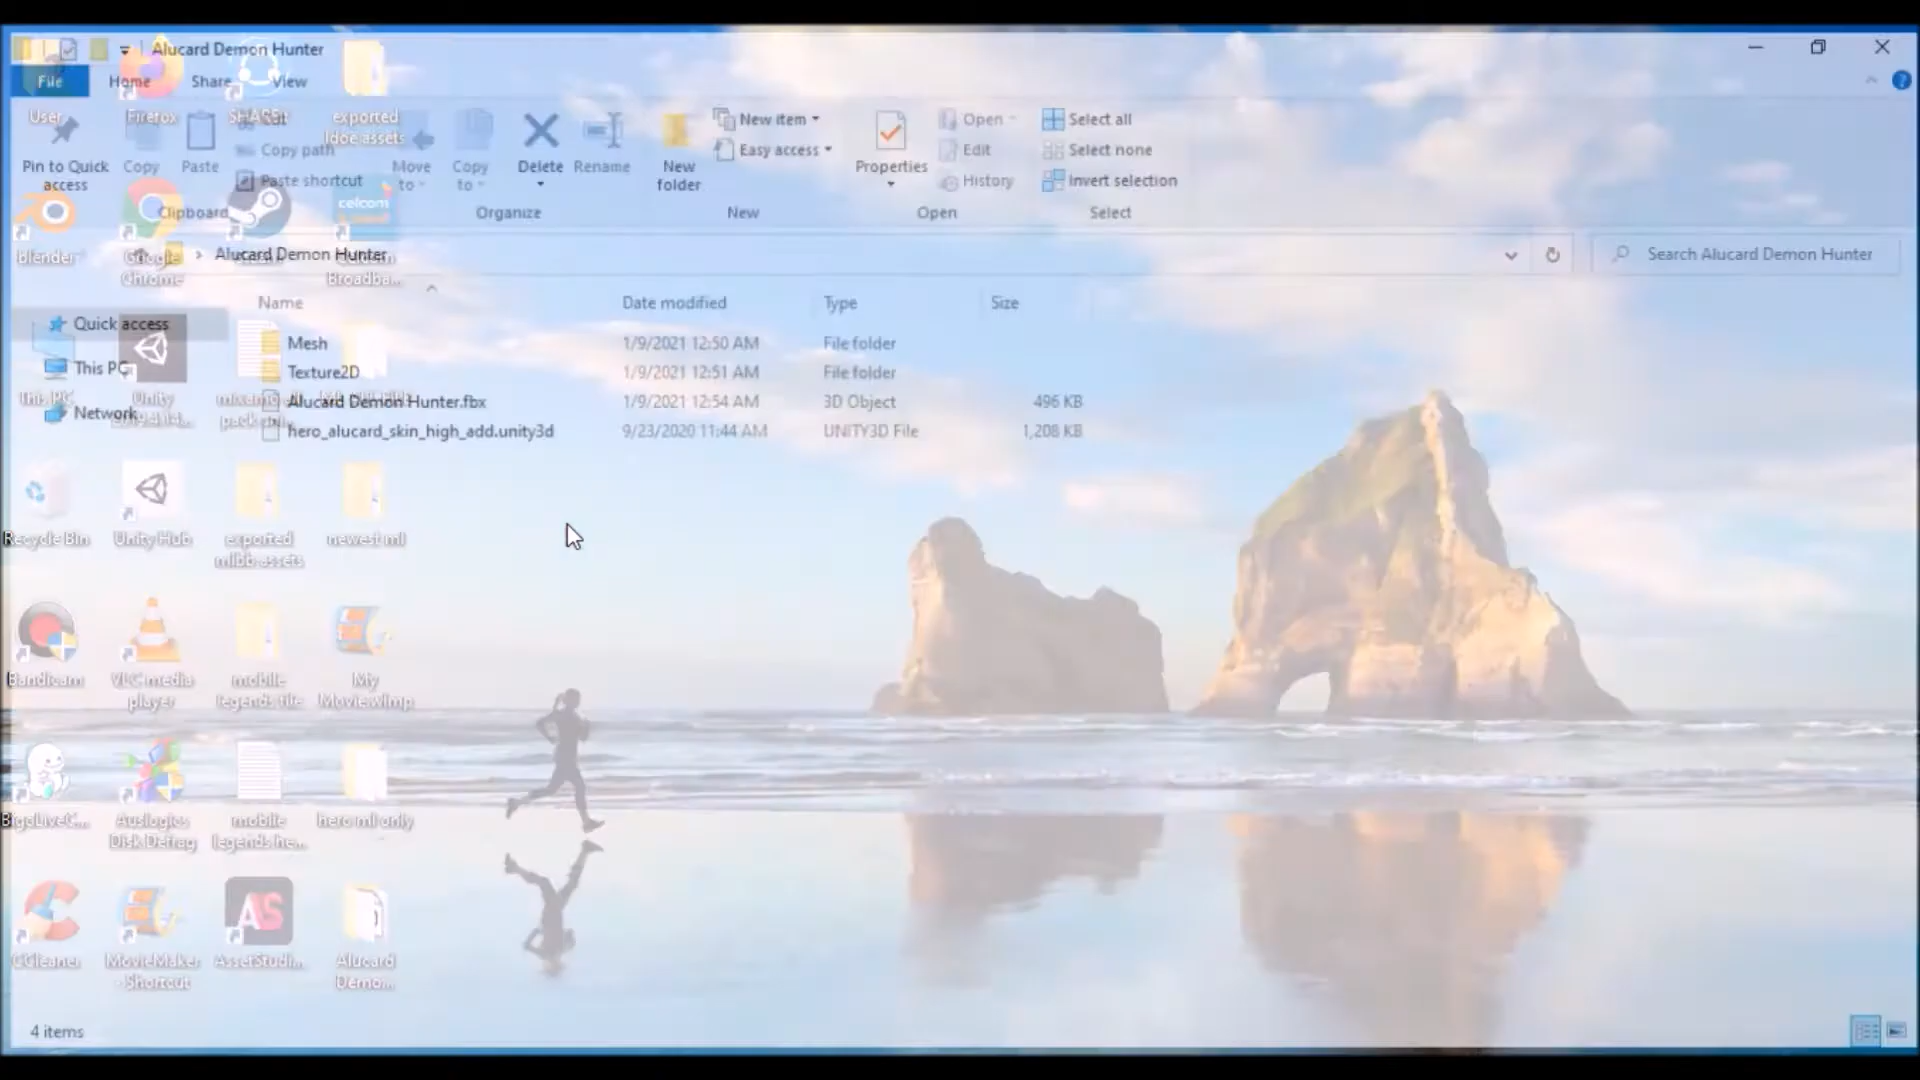 Alucard Demon Hunter
File
Home
Share
View
Pin to Quick access
Copy
Paste
Copy path
Paste shortcut
Clipboard
Move to
Copy to
Delete
Rename
Organize
New folder
New item
Easy access
New
Properties
Open
Edit
History
Open
Select all
Select none
Invert selection
Select
Alucard Demon Hunter
Search Alucard Demon Hunter
Name
Date modified
Type
Size
Quick access
This PC
Network
Mesh
1/9/2021 12:50 AM
File folder
Texture2D
1/9/2021 12:51 AM
File folder
Alucard Demon Hunter.fbx
1/9/2021 12:54 AM
3D Object
496 KB
hero_alucard_skin_high_add.unity3d
9/23/2020 11:44 AM
UNITY3D File
1,208 KB
User
Firefox
exported
ldoe assets
celcom
Blender
Google
Chrome
Broadba...
This PC
Unity
Recycle Bin
Unity Hub
exported
mlbb assets
newest ml
Bandicam
VLC media
player
mobile
legends file
My
Movie.vlmp
BigoLiveC...
Auslogics
Disk Defrag
mobile
legends he...
hero ml only
CCleaner
MovieMaker
- Shortcut
AS
AssetStudi...
Alucard
Demo...
4 items